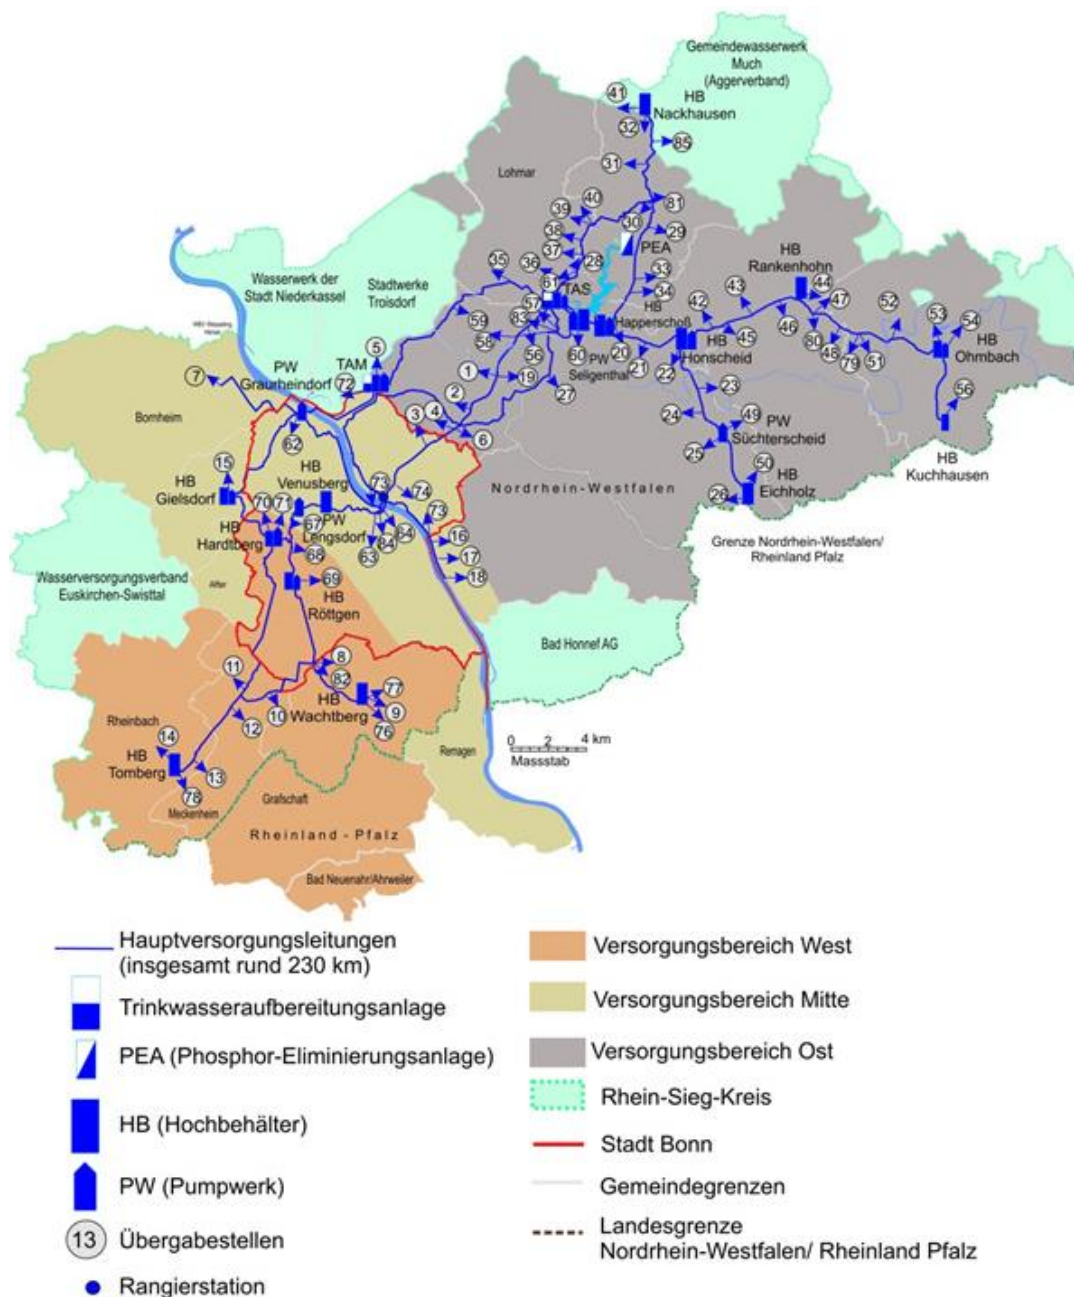 Gemeindewasserwerk
Much
(Aggerverband)
41
HB
Nackhausen
32
85
31
Lohmar
40
39
30
81
38
29
37
PEA
36
28
35
HB
Rankenhohn
Wasserwerk der
Stadt Niederkassel
Stadtwerke
Troisdorf
61
TAS
33
34
43
44
47
52
57
HB
Happerschoß
42
53
54
59
83
46
58
45
80
HB
Ohmbach
48
79
51
5
56
60
20
21
HB
Honscheid
PW
Seligenthal
TAM
72
1
19
27
22
23
56
PW
Graurheindorf
7
2
3
4
24
49
PW
Süchterscheid
Bornheim
62
6
25
HB
Kuchhausen
15
HB
Venusberg
73
74
Nordrhein-Westfalen
50
HB
Eichholz
26
HB
Gielsdorf
70
71
73
67
PW
Lengsdorf
64
16
Grenze Nordrhein-Westfalen/
Rheinland Pfalz
HB
Hardtberg
63
84
68
17
Wasserversorgungsverband
Euskirchen-Swisttal
Alfter
69
18
HB
Röttgen
Bad Honnef AG
8
11
82
77
HB
Wachtberg
9
10
12
76
Rheinbach
14
HB
Tomberg
Remagen
0 2 4 km
Massstab
13
78
Meckenheim
Grafschaft
Rheinland - Pfalz
Bad Neuenahr/Ahrweiler
Hauptversorgungsleitungen
(insgesamt rund 230 km)
Trinkwasseraufbereitungsanlage
PEA (Phosphor-Eliminierungsanlage)
HB (Hochbehälter)
PW (Pumpwerk)
13 Übergabestellen
Rangierstation
Versorgungsbereich West
Versorgungsbereich Mitte
Versorgungsbereich Ost
Rhein-Sieg-Kreis
Stadt Bonn
Gemeindegrenzen
Landesgrenze
Nordrhein-Westfalen/ Rheinland Pfalz